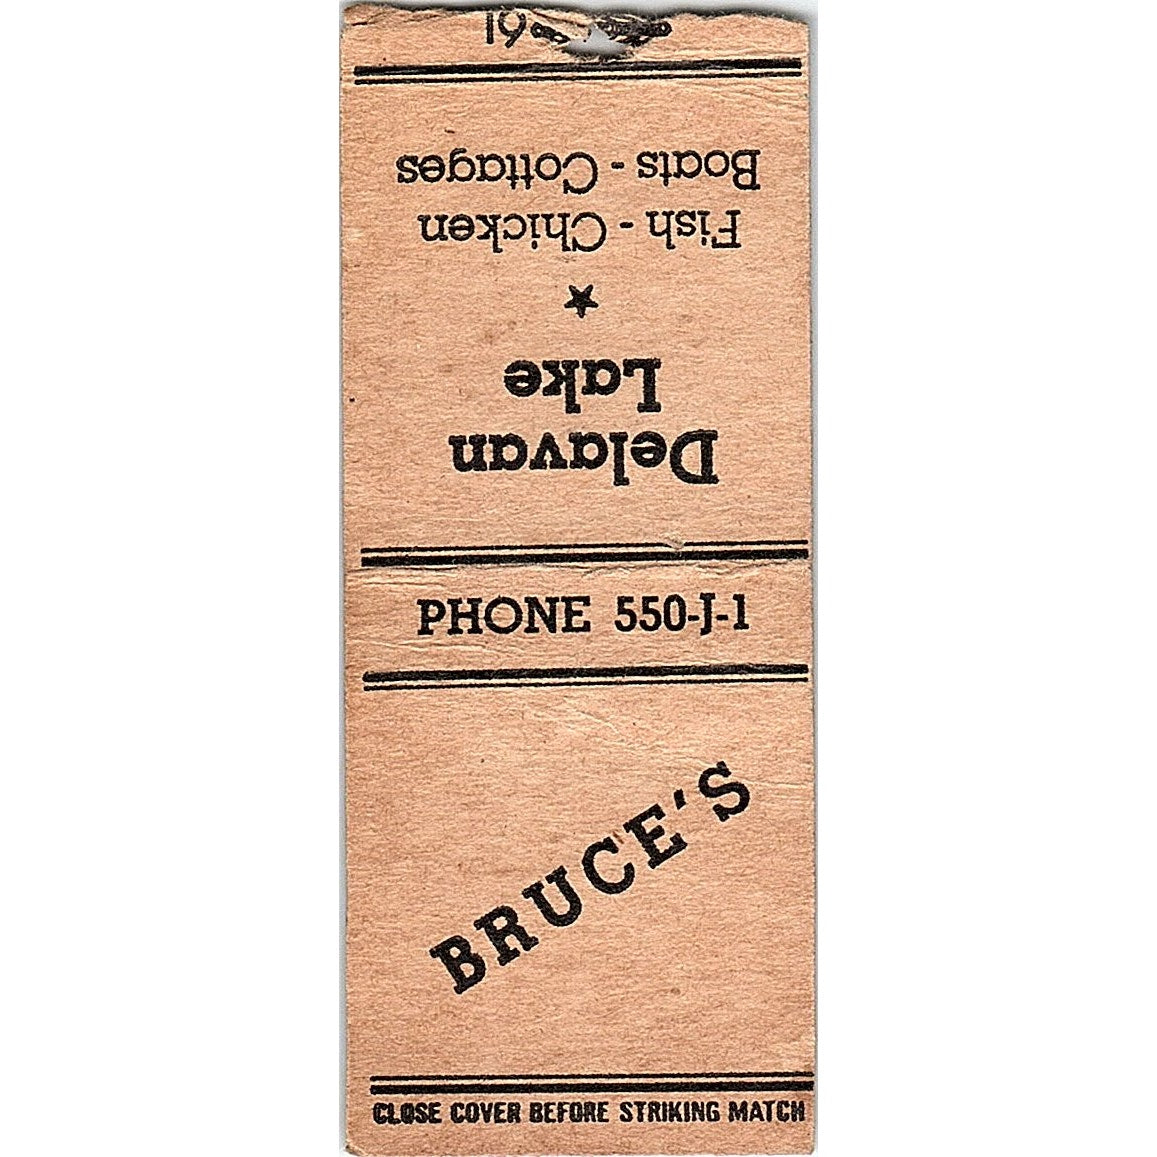 BRUCE'S
CLOSE COVER BEFORE STRIKING MATCH
PHONE 550-J-1
Delavan
Lake
Fish - Chicken
Boats - Cottages